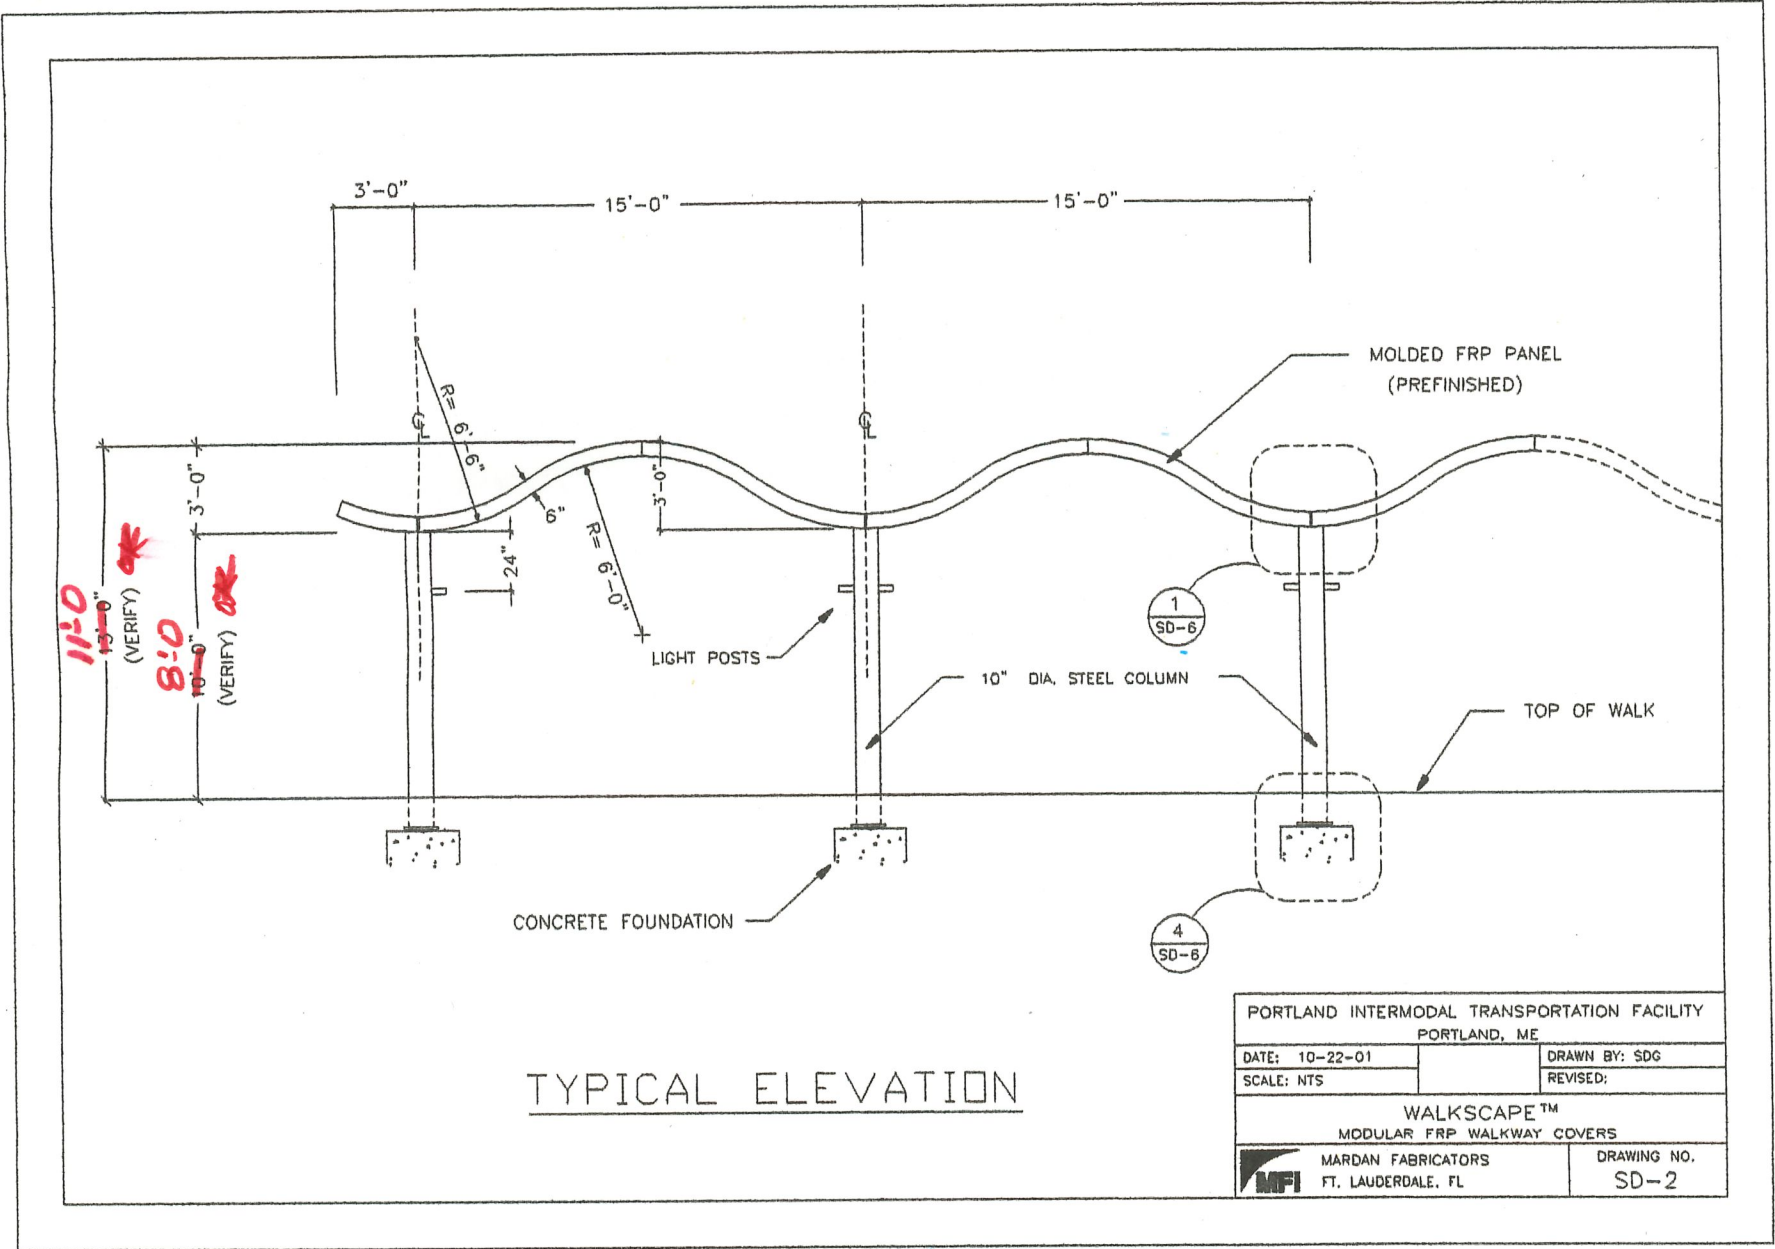 3'-0"
15'-0"
15'-0"
MOLDED FRP PANEL
(PREFINISHED)
℄
℄
R= 6'-6"
3'-0"
3'-0"
6"
R= 6'-0"
24"
11'-0
13'-0"
(VERIFY) OK
8'-0
10'-0"
(VERIFY) OK
1
SD-6
LIGHT POSTS
10" DIA. STEEL COLUMN
TOP OF WALK
CONCRETE FOUNDATION
4
SD-6
TYPICAL ELEVATION
PORTLAND INTERMODAL TRANSPORTATION FACILITY
PORTLAND, ME
DATE: 10-22-01
DRAWN BY: SDG
SCALE: NTS
REVISED:
WALKSCAPE™
MODULAR FRP WALKWAY COVERS
MFI
MARDAN FABRICATORS
FT. LAUDERDALE, FL
DRAWING NO.
SD-2